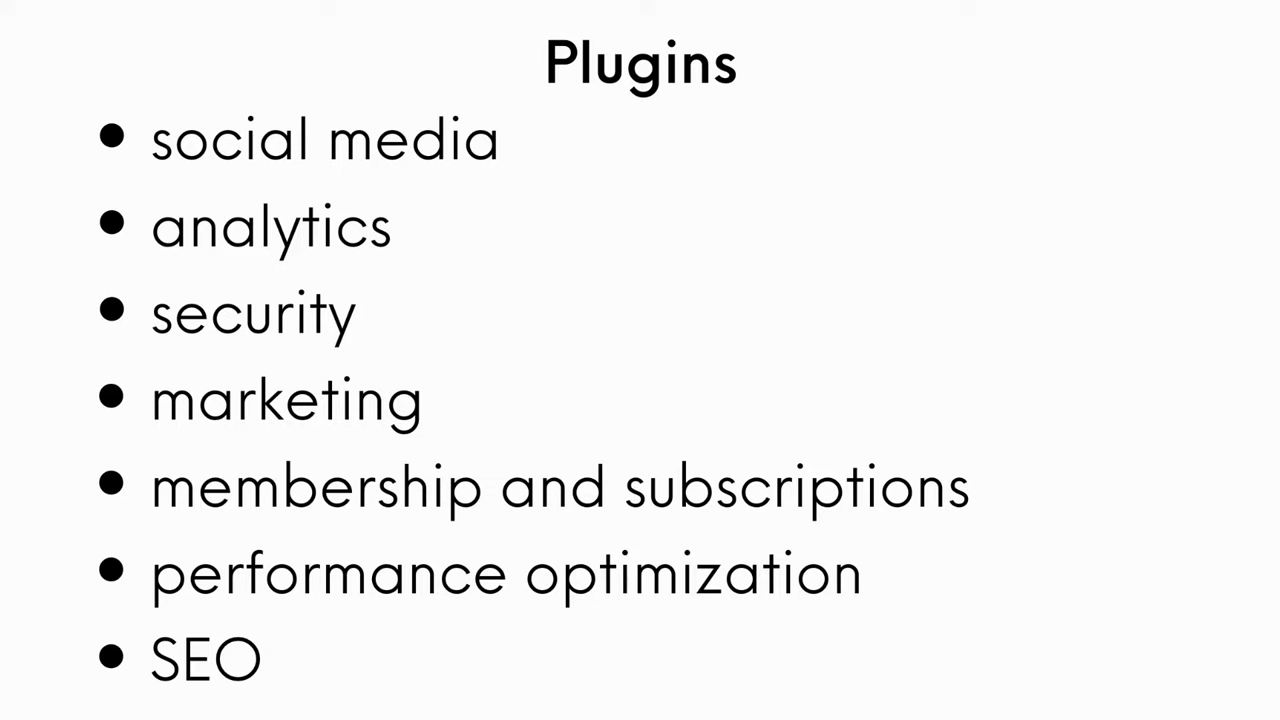 Plugins
• social media
• analytics
• security
• marketing
• membership and subscriptions
• performance optimization
• SEO